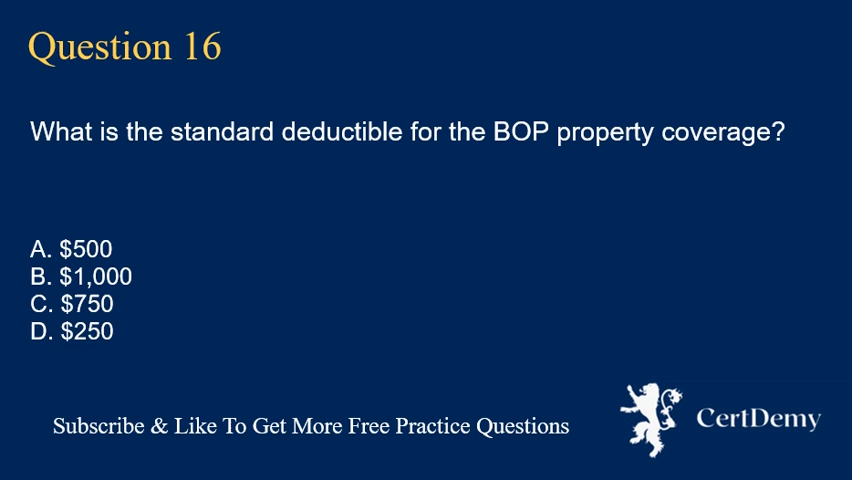 Question 16
What is the standard deductible for the BOP property coverage?
A. $500
B. $1,000
C. $750
D. $250
Subscribe & Like To Get More Free Practice Questions
CertDemy